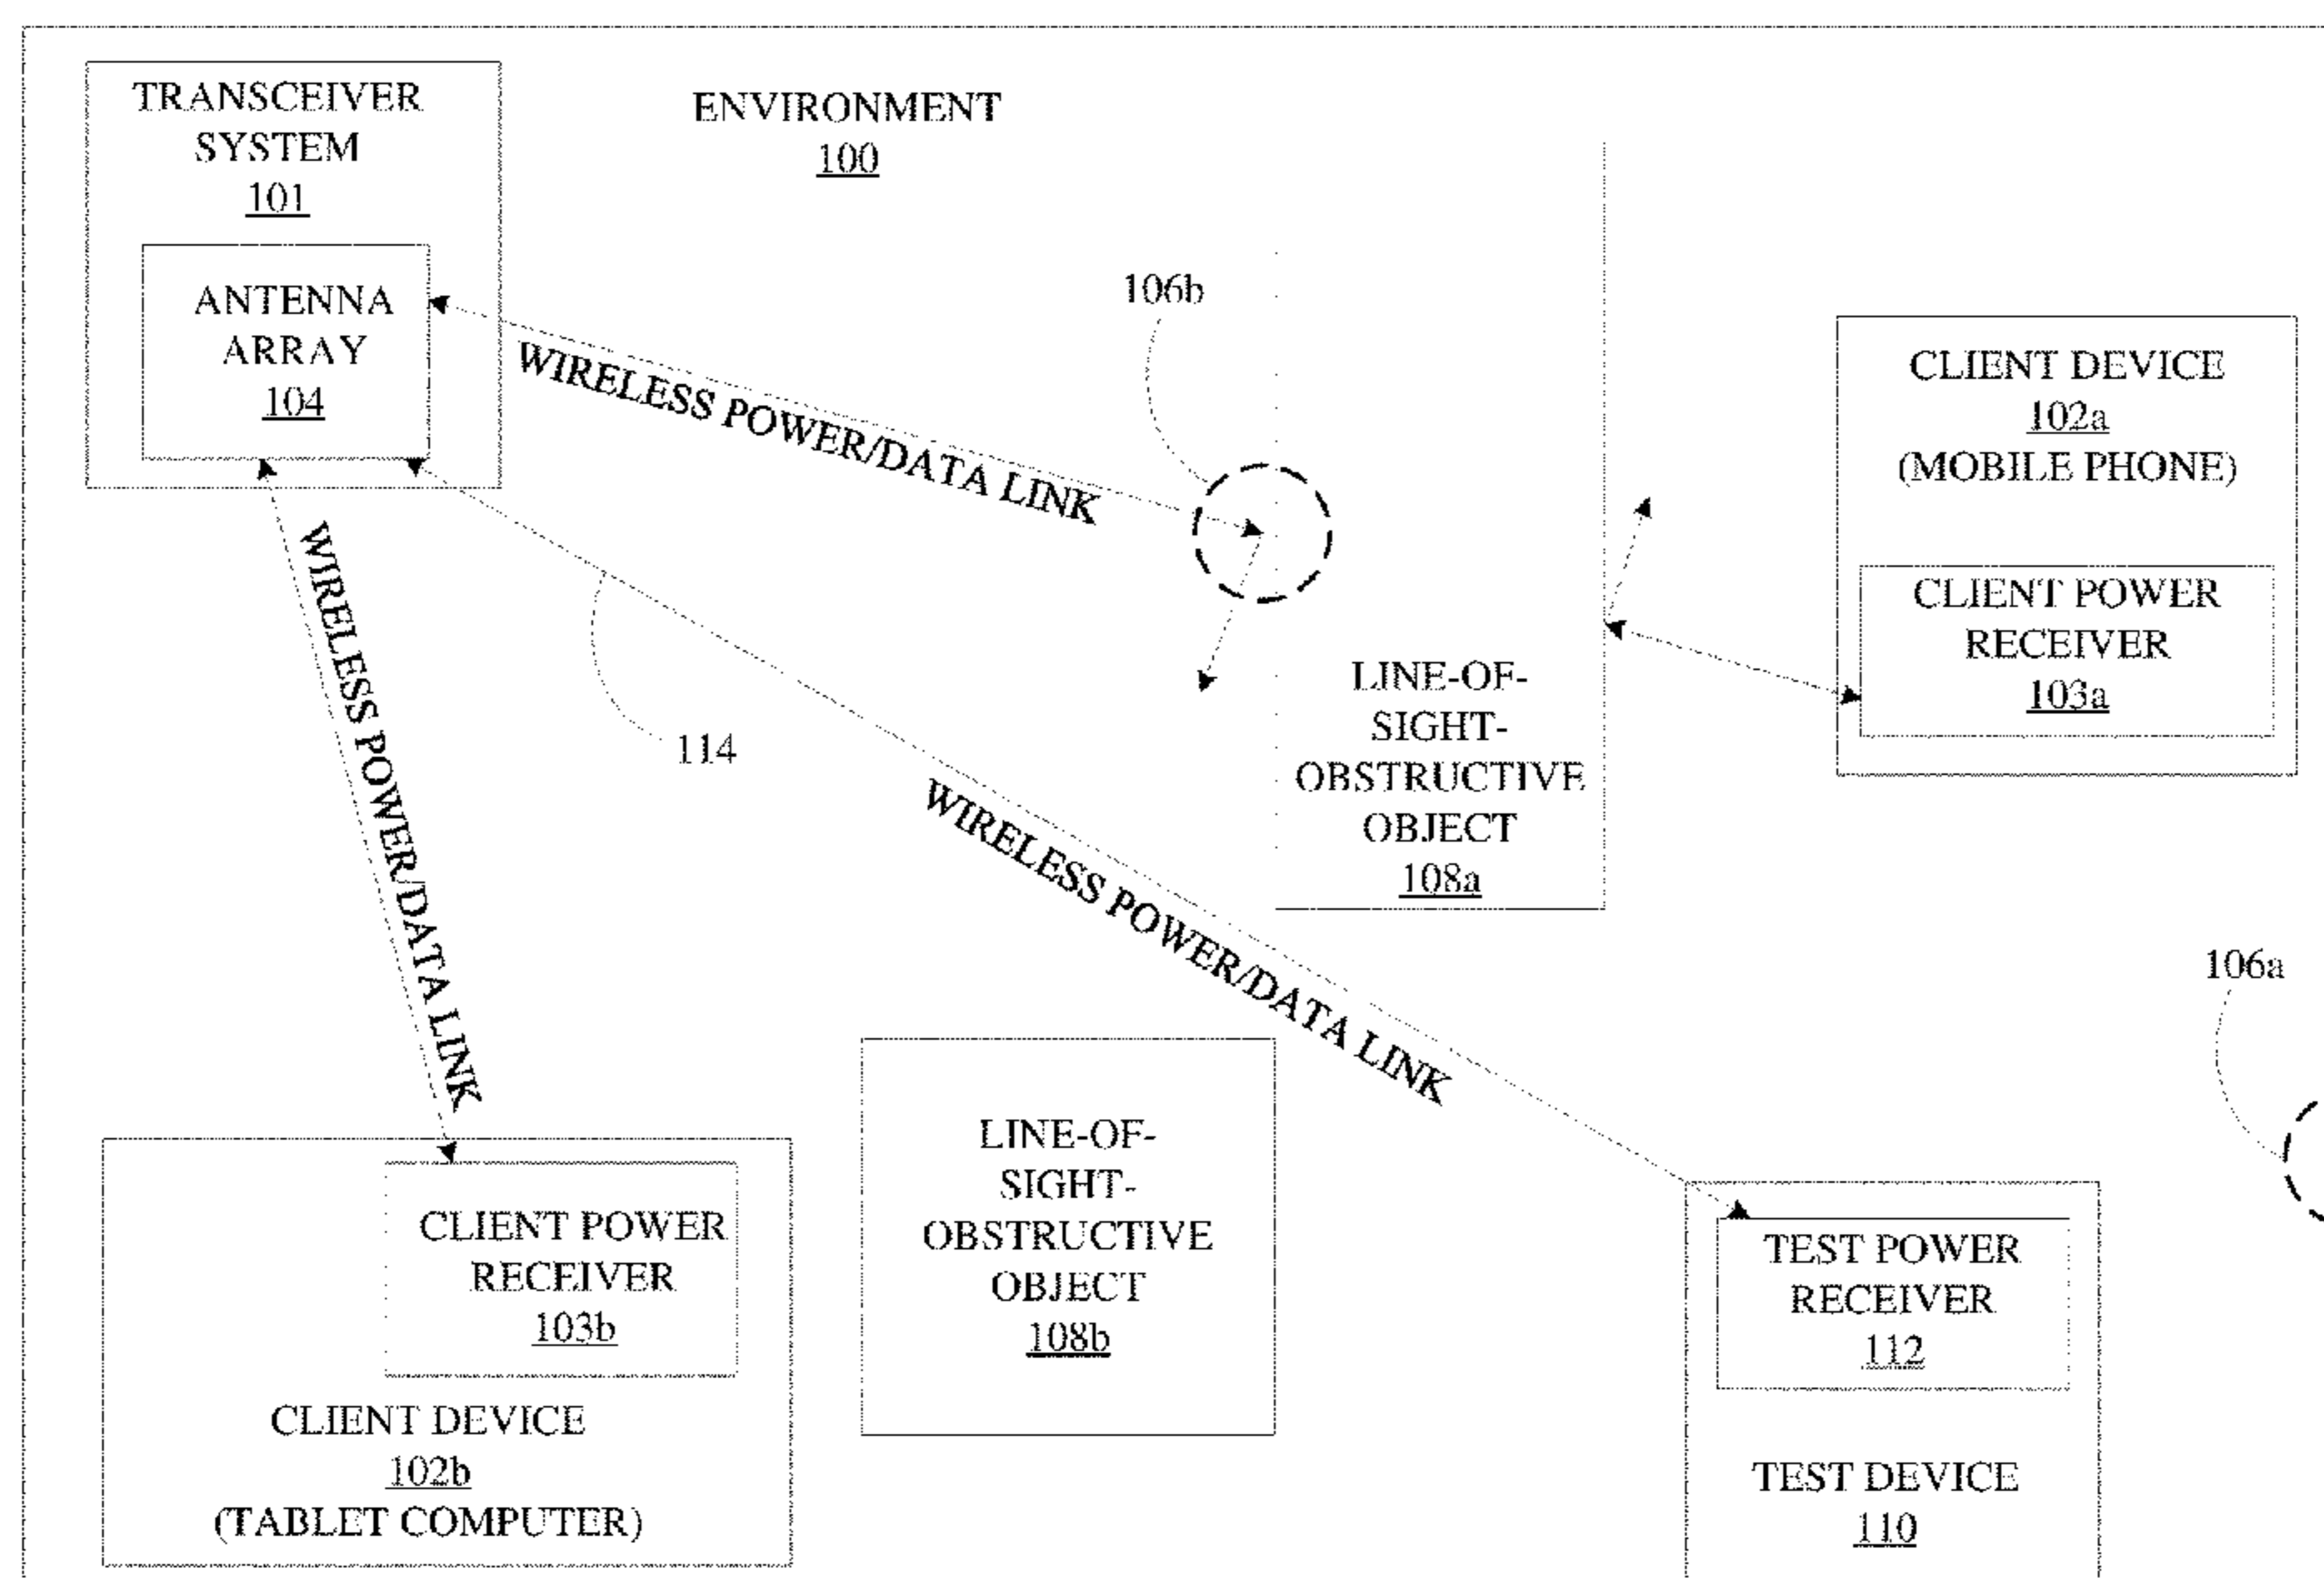 TRANSCEIVER
SYSTEM
101
ANTENNA
ARRAY
104
ENVIRONMENT
100
106b
WIRELESS POWER/DATA LINK
WIRELESS POWER/DATA LINK
114
WIRELESS POWER/DATA LINK
LINE-OF-
SIGHT-
OBSTRUCTIVE
OBJECT
108a
CLIENT DEVICE
102a
(MOBILE PHONE)
CLIENT POWER
RECEIVER
103a
106a
CLIENT POWER
RECEIVER
103b
CLIENT DEVICE
102b
(TABLET COMPUTER)
LINE-OF-
SIGHT-
OBSTRUCTIVE
OBJECT
108b
TEST POWER
RECEIVER
112
TEST DEVICE
110